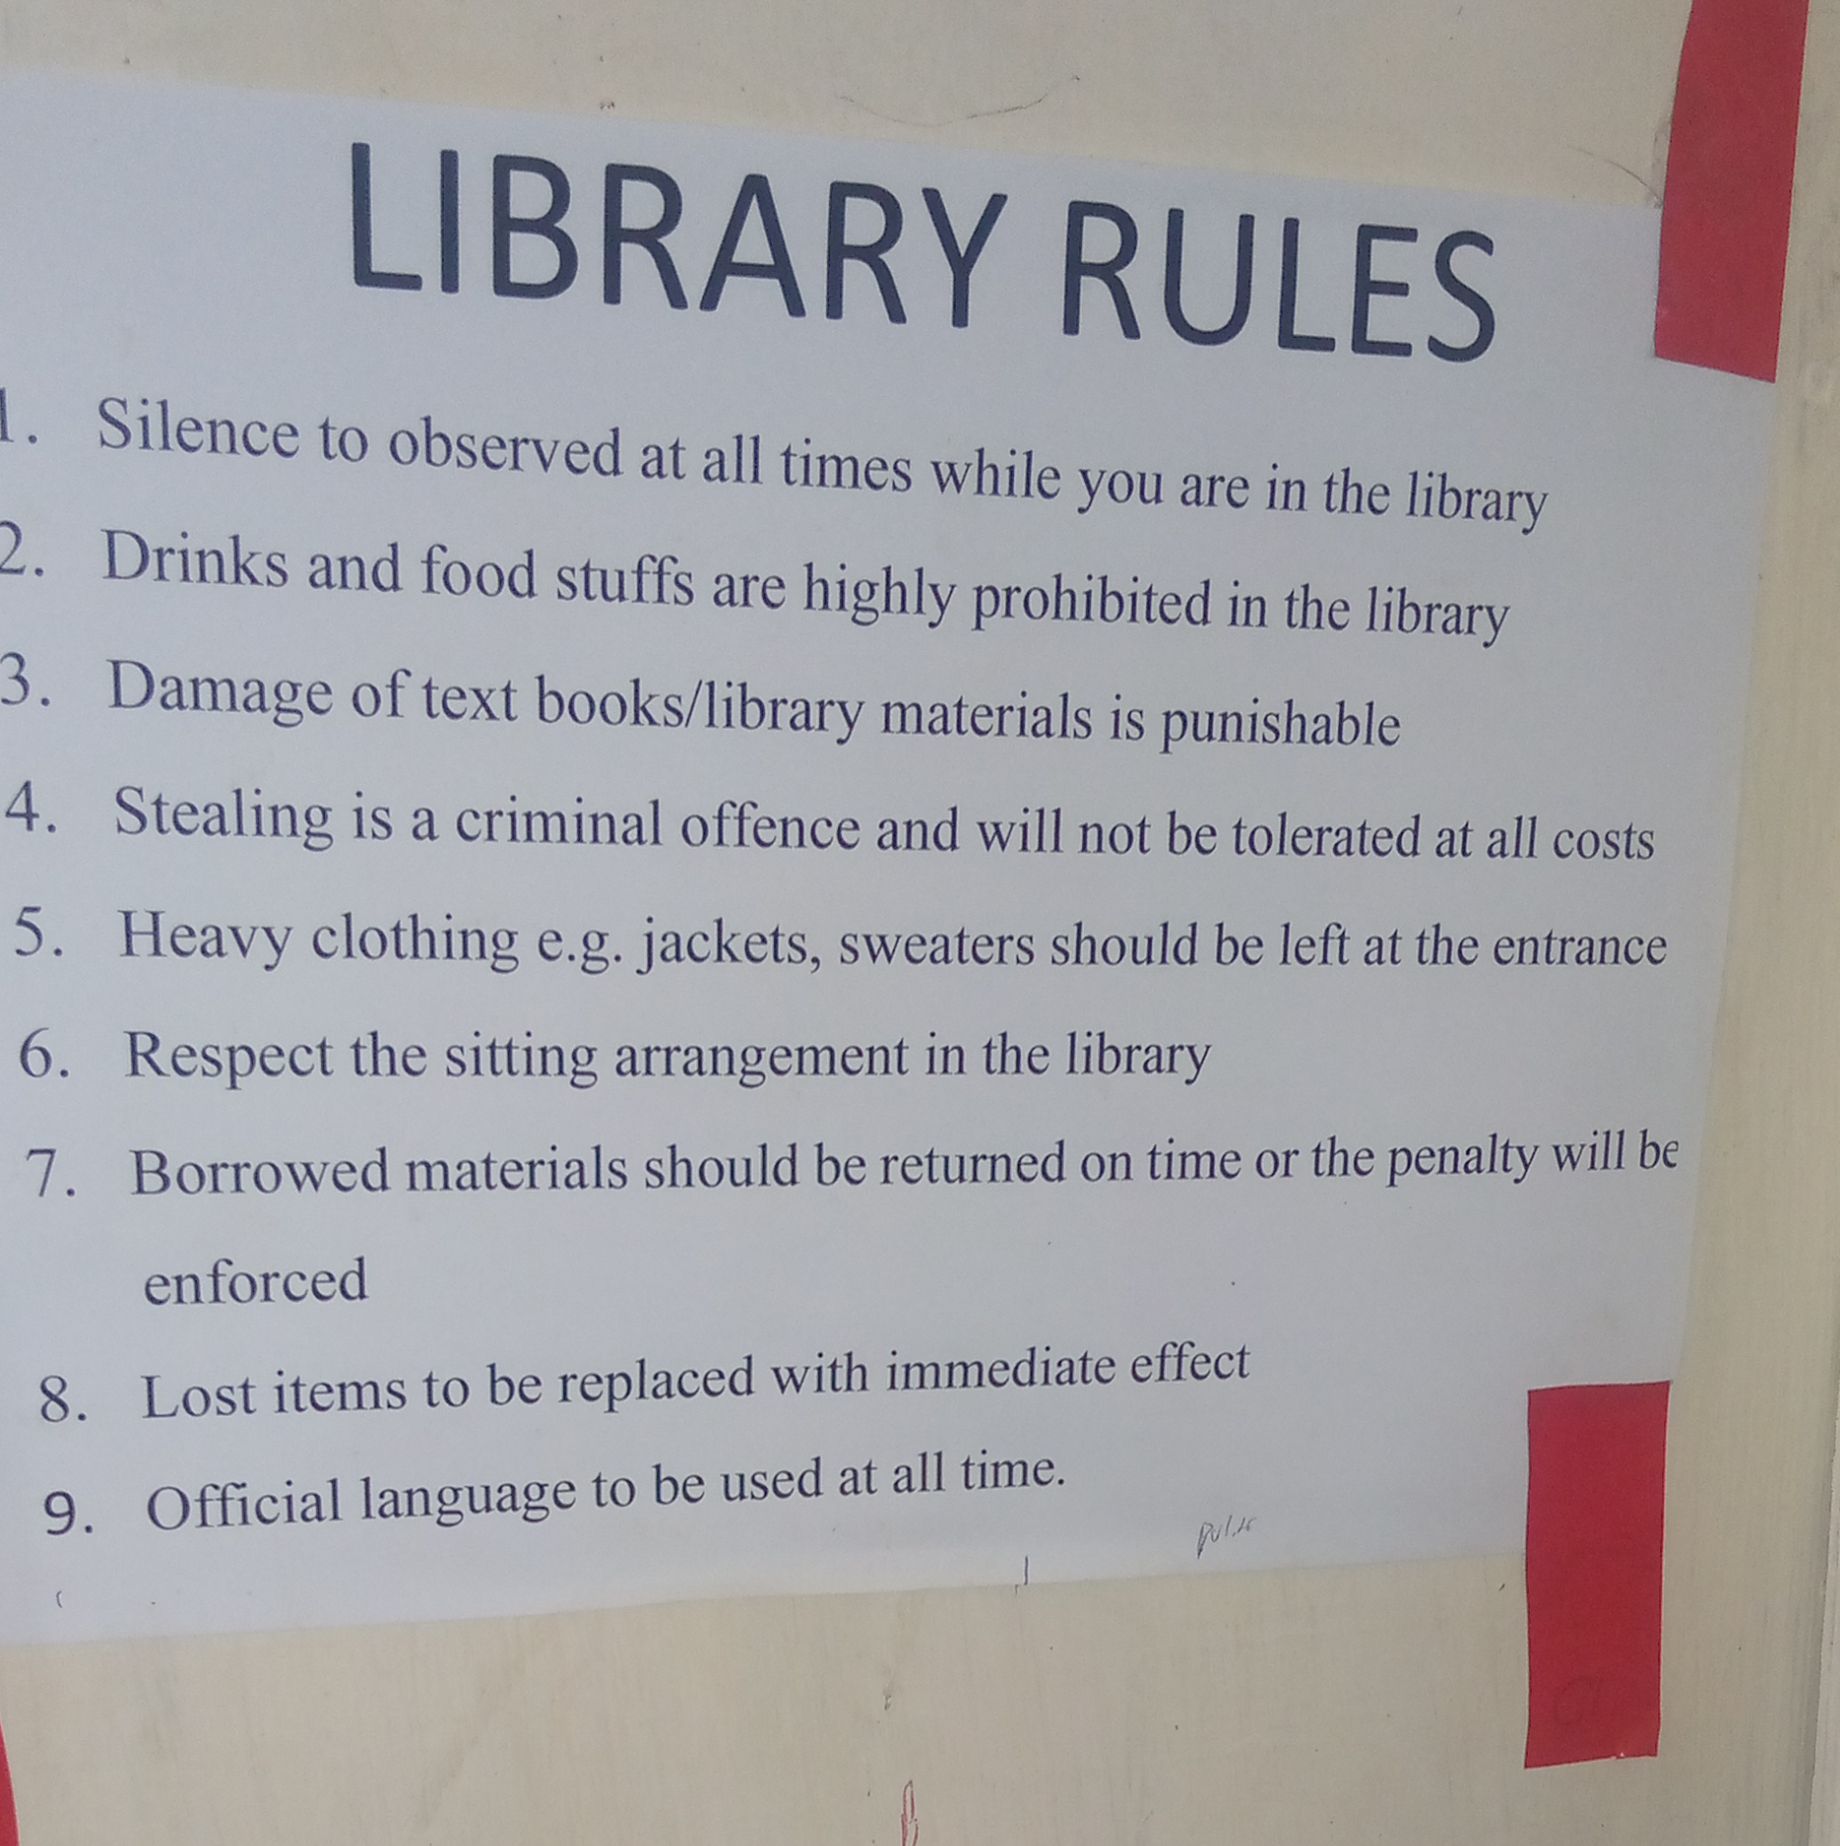 LIBRARY RULES
1. Silence to observed at all times while you are in the library
2. Drinks and food stuffs are highly prohibited in the library
3. Damage of text books/library materials is punishable
4. Stealing is a criminal offence and will not be tolerated at all costs
5. Heavy clothing e.g. jackets, sweaters should be left at the entrance
6. Respect the sitting arrangement in the library
7. Borrowed materials should be returned on time or the penalty will be
enforced
8. Lost items to be replaced with immediate effect
9. Official language to be used at all time.